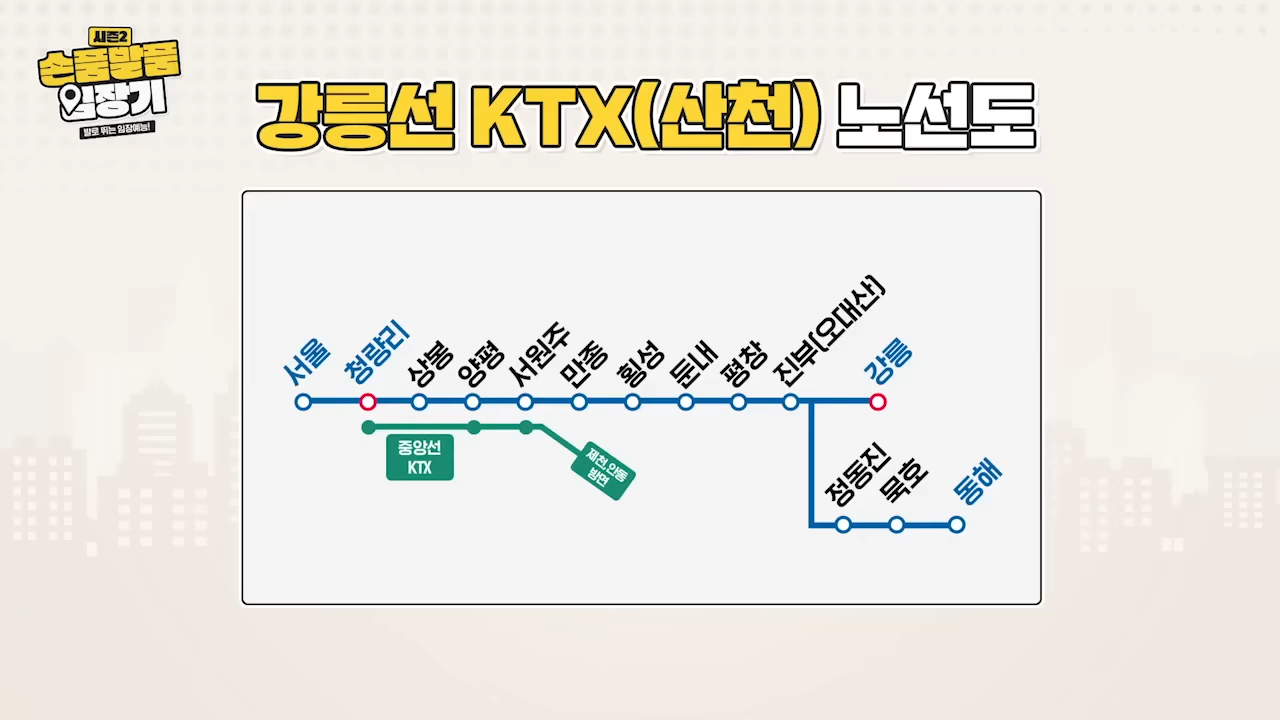 시즌2
손품발품
임장기
발로 뛰는 임장예능!
강릉선 KTX(산천) 노선도
서울
청량리
상봉
양평
서원주
만종
횡성
둔내
평창
진부(오대산)
강릉
중앙선
KTX
제천,안동
방면
정동진
묵호
동해